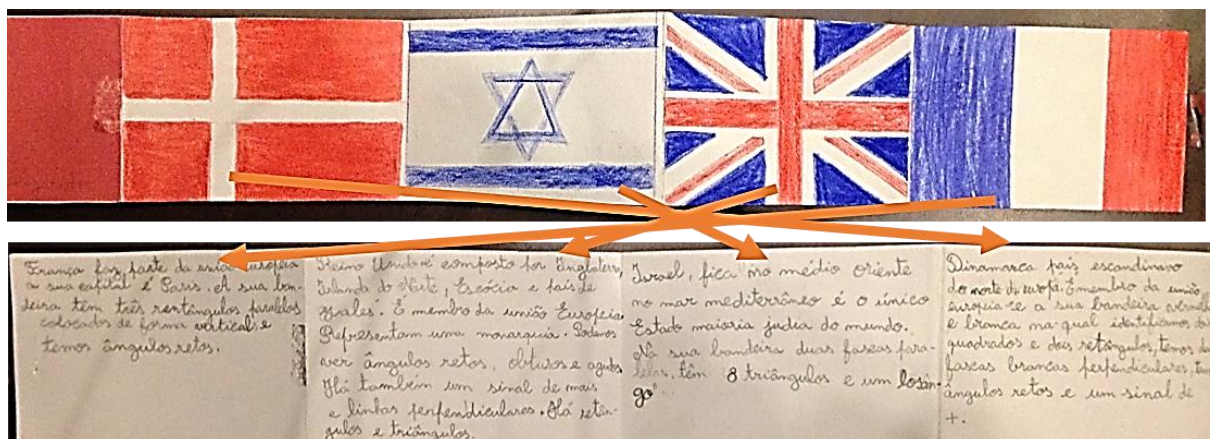 França faz parte da união europeia
a sua capital é Paris. A sua ban-
deira têm três rectângulos paralelos
colocados de forma vertical e
temos ângulos retos.
Reino Unido é composto por Inglaterra,
Irlanda do Norte, Escócia e país de
gales. É membro da união Europeia.
Representam uma monarquia. Podemos
ver ângulos retos, obtusos e agudos
Há também um sinal de mais
e linhas perpendiculares. Há retân-
gulos e triângulos.
Israel, fica no médio oriente
no mar mediterrâneo é o único
Estado maioria judia do mundo.
Na sua bandeira duas faixas para-
lelas, têm 8 triângulos e um losân-
go
Dinamarca país escandinavo
do norte da europa. É membro da união
europeia e a sua bandeira vermelha
e branca na qual identificamos dois
quadrados e dois retângulos, temos duas
faixas brancas perpendiculares, tem
ângulos retos e um sinal de
+.